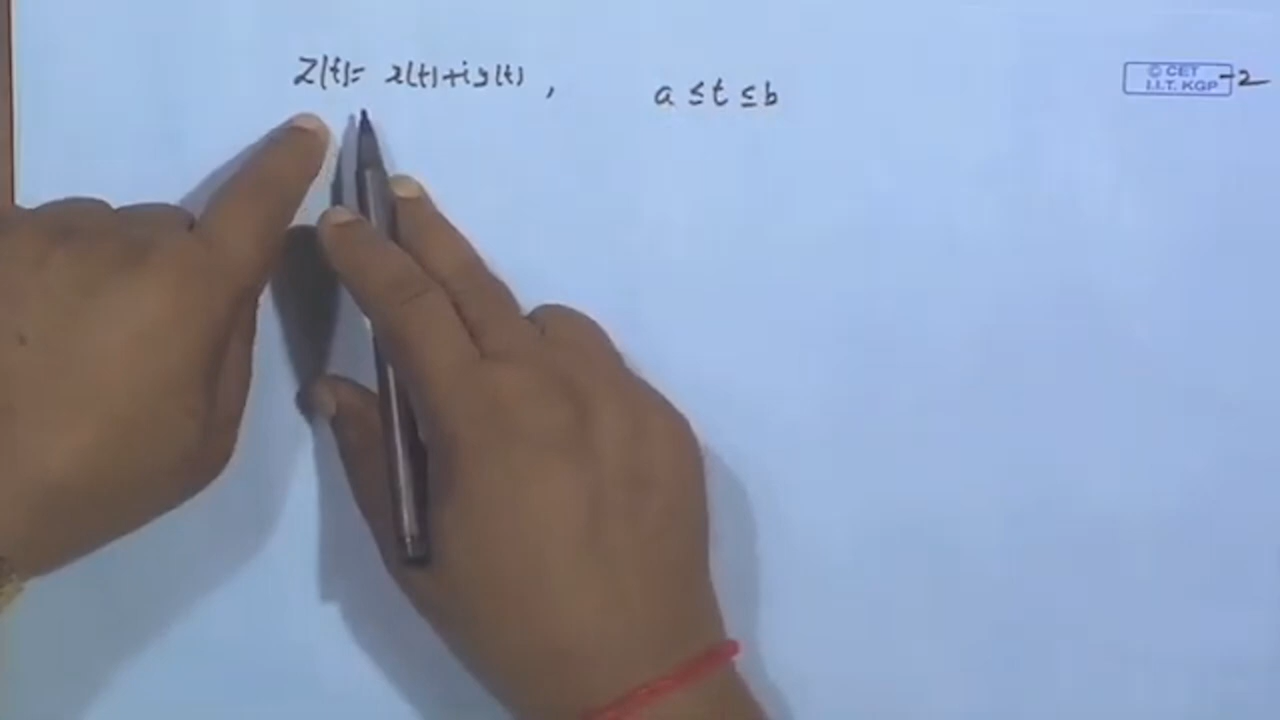 z(t)= x(t)+iy(t), a ≤ t ≤ b
© CET
I.I.T. KGP
-2